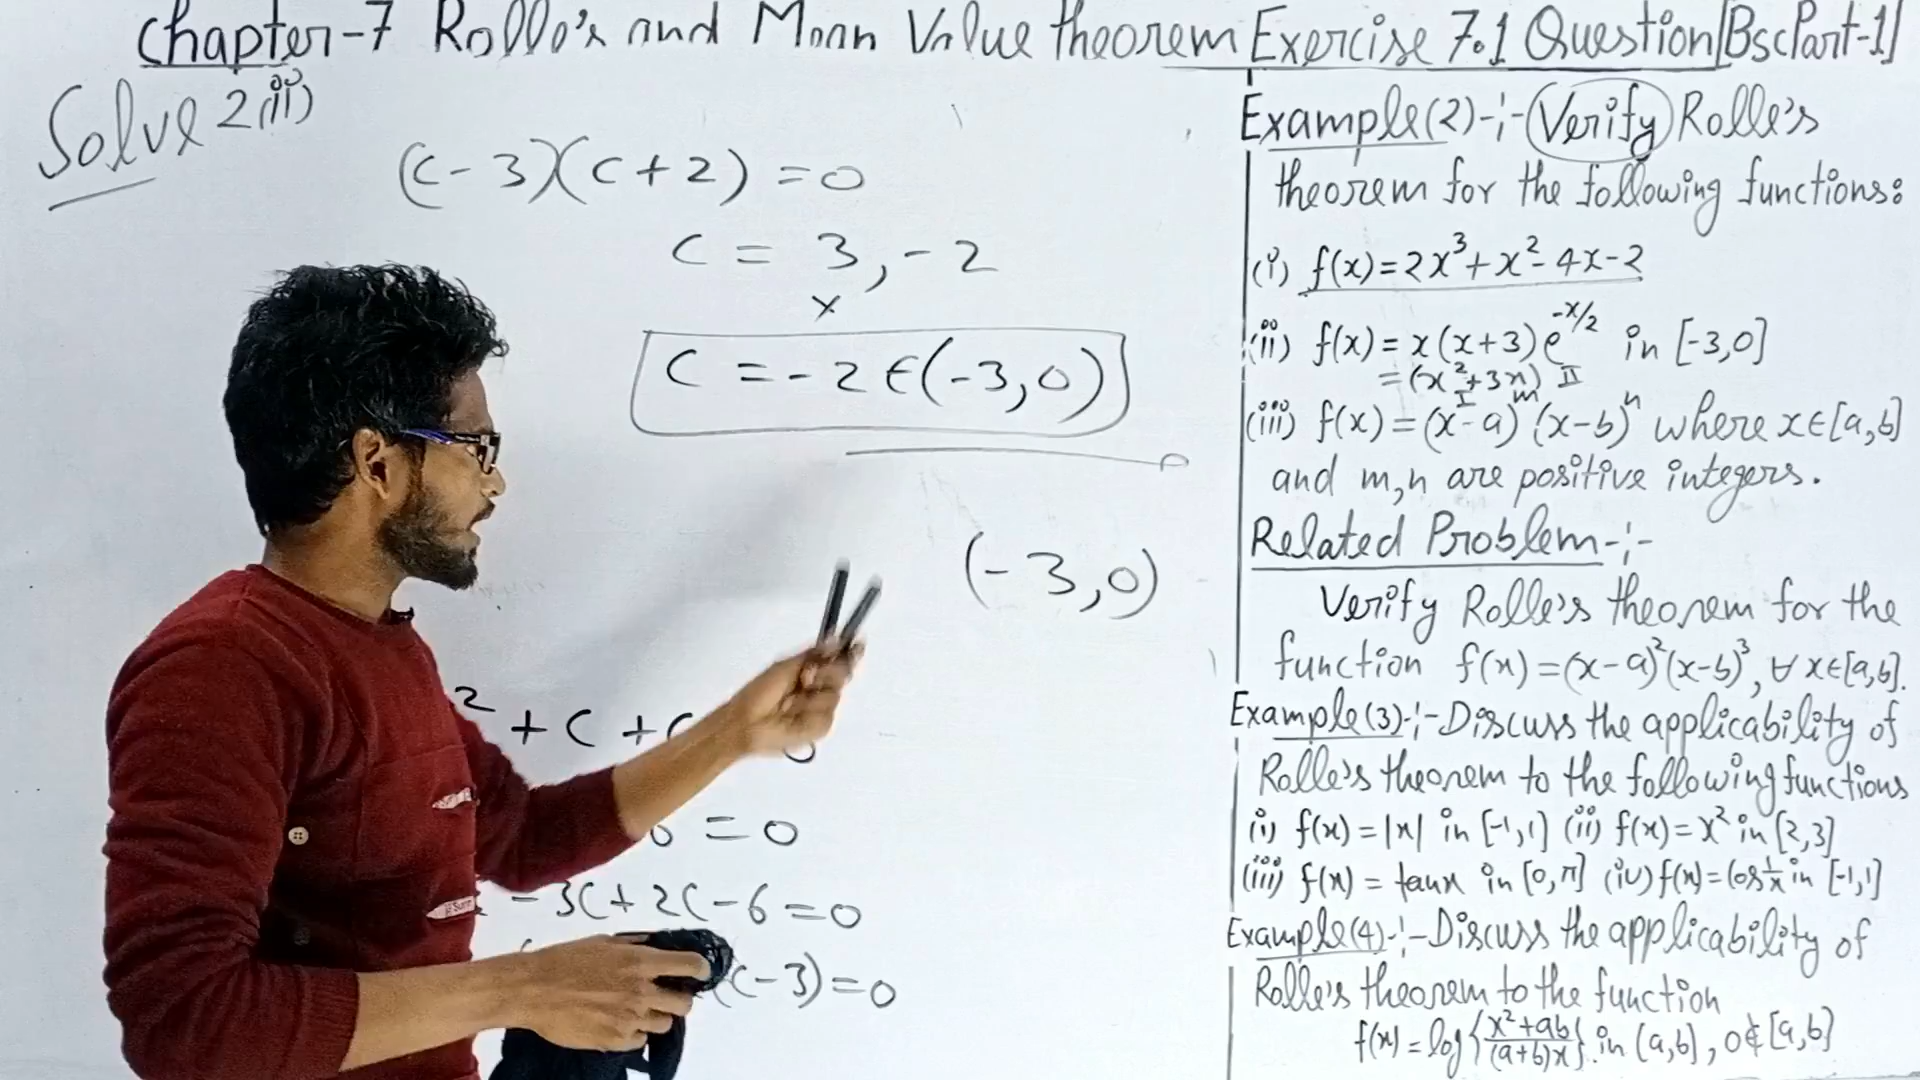 Chapter-7 Rolle's and Mean Value theorem Exercise 7.1 Question [Bsc Part-1]
Solve 2(ii)
(c-3)(c+2) = 0
c = 3, -2
x
c = -2 ∈ (-3,0)
(-3,0)
2 + c +
= 0
-3c+2c-6=0
(c-3)=0
Example(2)-:- Verify Rolle's
theorem for the following functions:
(i) f(x) = 2x³+x²-4x-2
(ii) f(x) = x(x+3)e^{-x/2} in [-3,0]
= (x²+3x) II
I
(iii) f(x) = (x-a)^m (x-b)^n where x∈[a,b]
and m,n are positive integers.
Related Problem-:-
Verify Rolle's theorem for the
function f(x) = (x-a)²(x-b)³, ∀ x∈[a,b].
Example(3)-:- Discuss the applicability of
Rolle's theorem to the following functions
(i) f(x) = |x| in [-1,1] (ii) f(x) = x² in [2,3]
(iii) f(x) = tanx in [0,π] (iv) f(x) = cos 1/x in [-1,1]
Example(4)-:- Discuss the applicability of
Rolle's theorem to the function
f(x) = log{x²+ab/(a+b)x} in (a,b), 0∉[a,b]